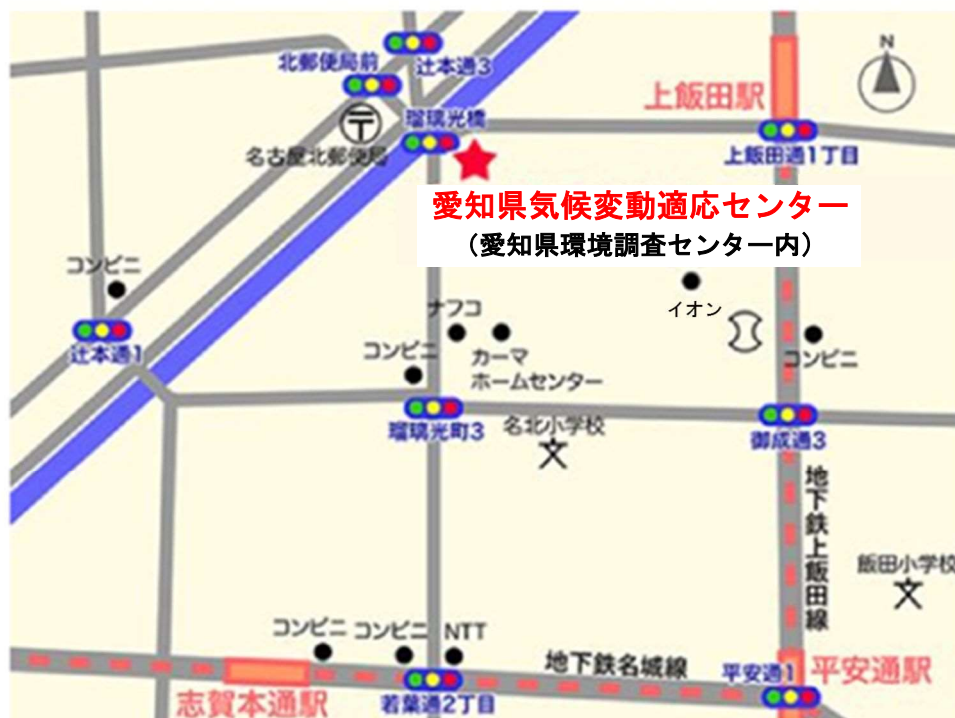 辻本通3
北郵便局前
N
上飯田駅
瑠璃光橋
名古屋北郵便局
上飯田通1丁目
愛知県気候変動適応センター
（愛知県環境調査センター内）
コンビニ
イオン
ナフコ
辻本通1
コンビニ
カーマ
ホームセンター
コンビニ
瑠璃光町3
名北小学校
御成通3
地下鉄上飯田線
飯田小学校
コンビニ
コンビニ
NTT
地下鉄名城線
平安通1
平安通駅
志賀本通駅
若葉通2丁目